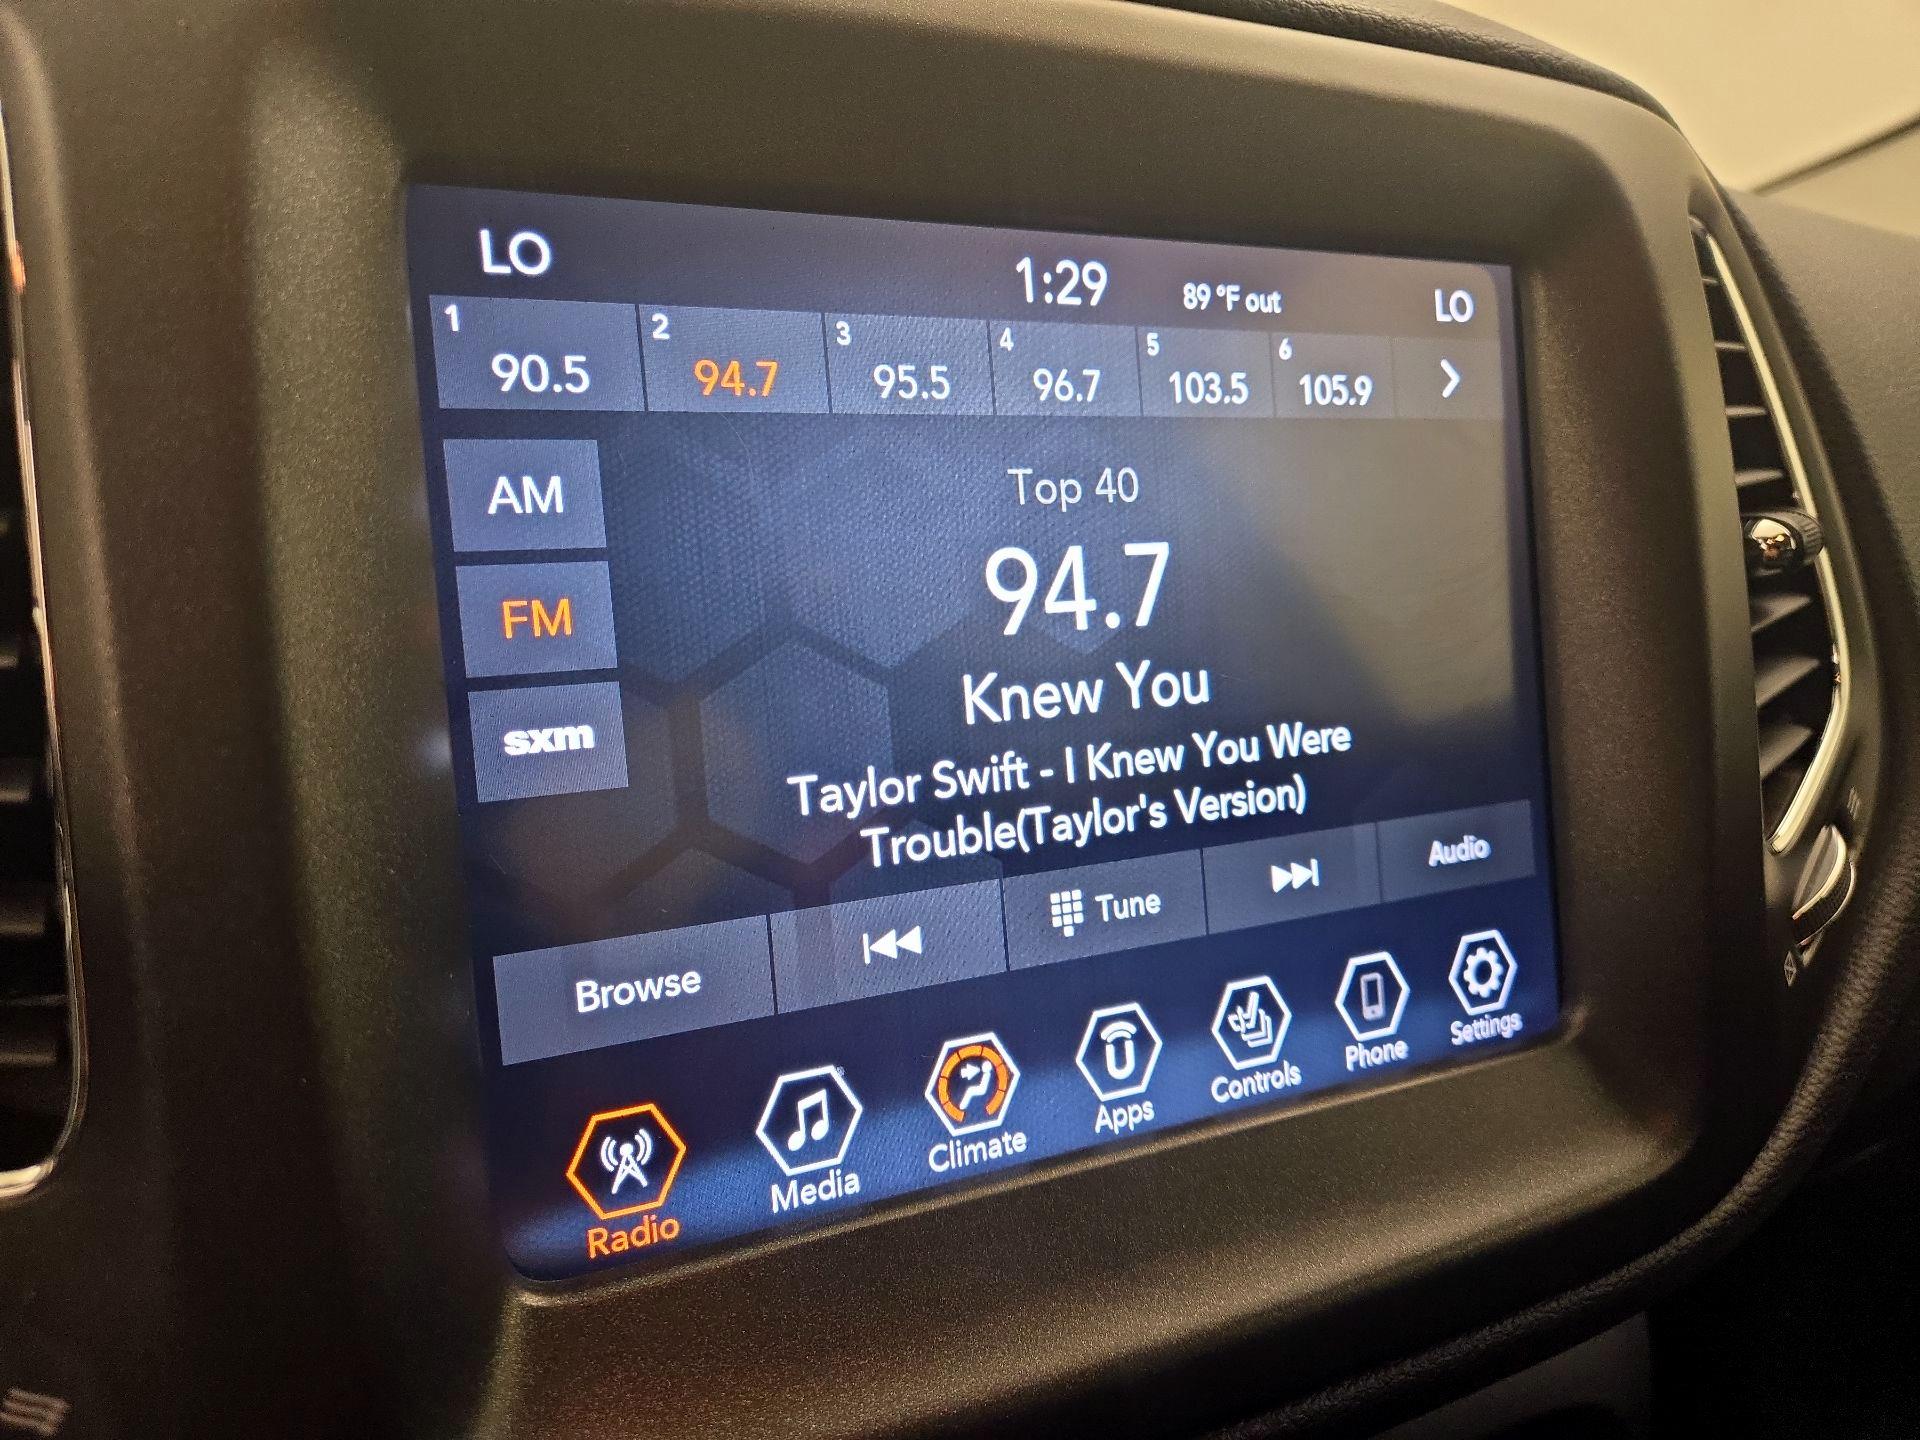 LO 1:29 89 °F out LO
1 2 3 4 5 6
90.5 94.7 95.5 96.7 103.5 105.9
AM
FM
sxm
Top 40
94.7
Knew You
Taylor Swift - I Knew You Were
Trouble(Taylor's Version)
Browse Tune Audio
Radio Media Climate Apps Controls Phone Settings